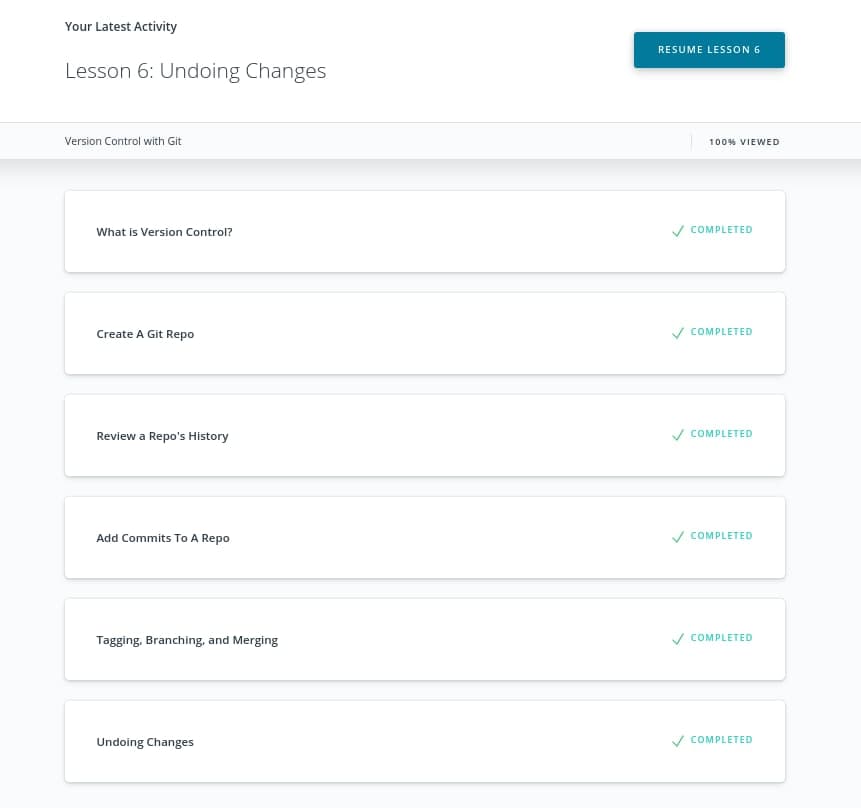 Your Latest Activity
RESUME LESSON 6
Lesson 6: Undoing Changes
Version Control with Git
100% VIEWED
What is Version Control?
COMPLETED
Create A Git Repo
COMPLETED
Review a Repo's History
COMPLETED
Add Commits To A Repo
COMPLETED
Tagging, Branching, and Merging
COMPLETED
Undoing Changes
COMPLETED